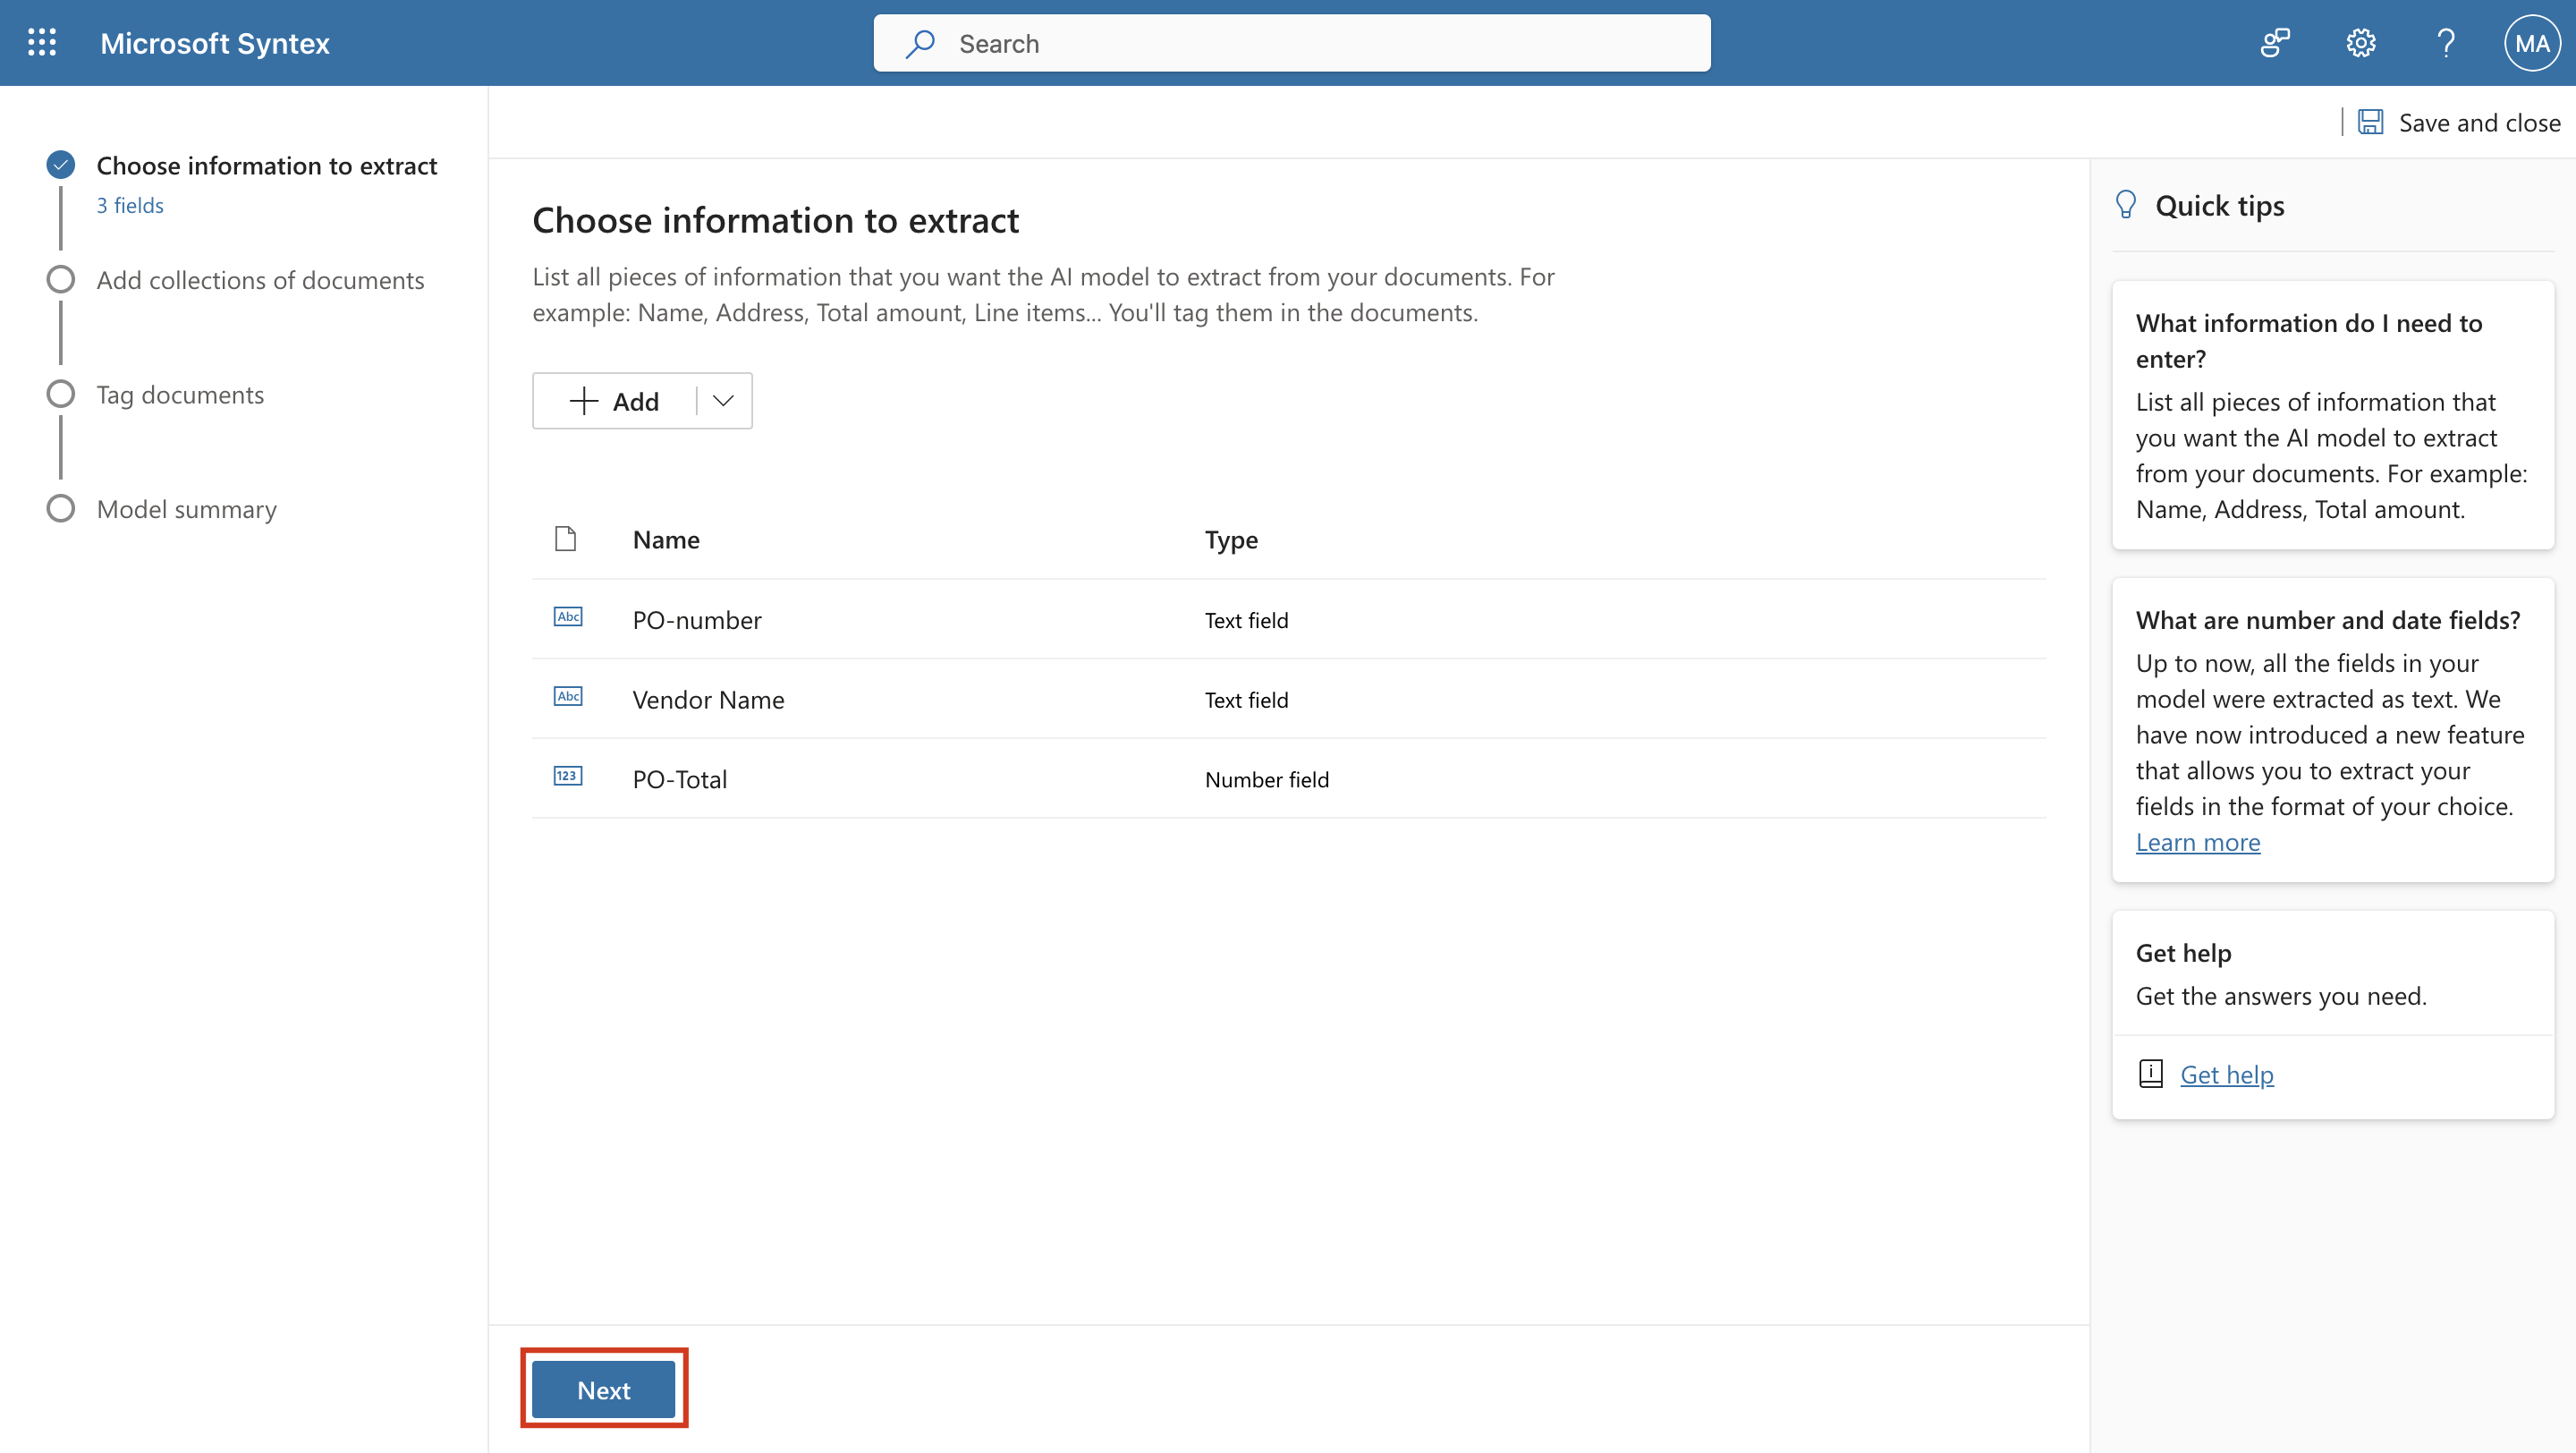 Microsoft Syntex
Search
MA
Save and close
Choose information to extract
3 fields
Add collections of documents
Tag documents
Model summary
Choose information to extract
List all pieces of information that you want the AI model to extract from your documents. For
example: Name, Address, Total amount, Line items... You'll tag them in the documents.
Add
Name Type
Abc PO-number Text field
Abc Vendor Name Text field
123 PO-Total Number field
Next
Quick tips
What information do I need to
enter?
List all pieces of information that
you want the AI model to extract
from your documents. For example:
Name, Address, Total amount.
What are number and date fields?
Up to now, all the fields in your
model were extracted as text. We
have now introduced a new feature
that allows you to extract your
fields in the format of your choice.
Learn more
Get help
Get the answers you need.
Get help